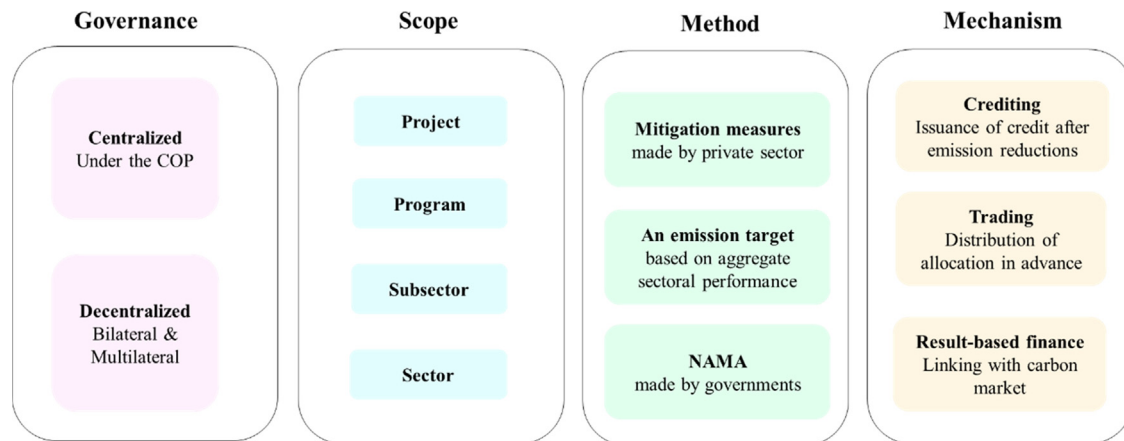 Governance
Centralized
Under the COP
Decentralized
Bilateral &
Multilateral
Scope
Project
Program
Subsector
Sector
Method
Mitigation measures
made by private sector
An emission target
based on aggregate
sectoral performance
NAMA
made by governments
Mechanism
Crediting
Issuance of credit after
emission reductions
Trading
Distribution of
allocation in advance
Result-based finance
Linking with carbon
market